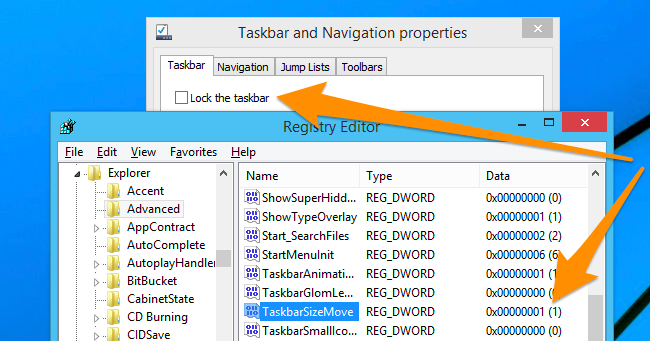 Taskbar and Navigation properties
Taskbar Navigation Jump Lists Toolbars
Lock the taskbar
Registry Editor
File Edit View Favorites Help
Explorer
Accent
Advanced
AppContract
AutoComplete
AutoplayHandler
BitBucket
CabinetState
CD Burning
CIDSave
Name Type Data
ShowSuperHidd... REG_DWORD 0x00000000 (0)
ShowTypeOverlay REG_DWORD 0x00000001 (1)
Start_SearchFiles REG_DWORD 0x00000002 (2)
StartMenuInit REG_DWORD 0x00000006 (6)
TaskbarAnimati... REG_DWORD 0x00000001 (1)
TaskbarGlomLe... REG_DWORD 0x00000000
TaskbarSizeMove REG_DWORD 0x00000001 (1)
TaskbarSmallIco... REG_DWORD 0x00000000 (0)